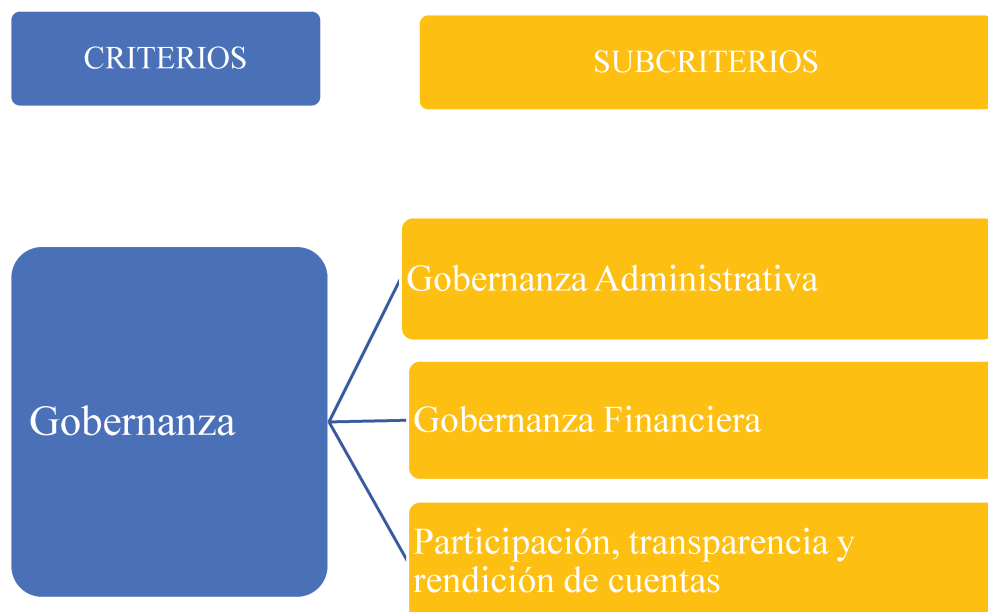 CRITERIOS
SUBCRITERIOS
Gobernanza
Gobernanza Administrativa
Gobernanza Financiera
Participación, transparencia y
rendición de cuentas